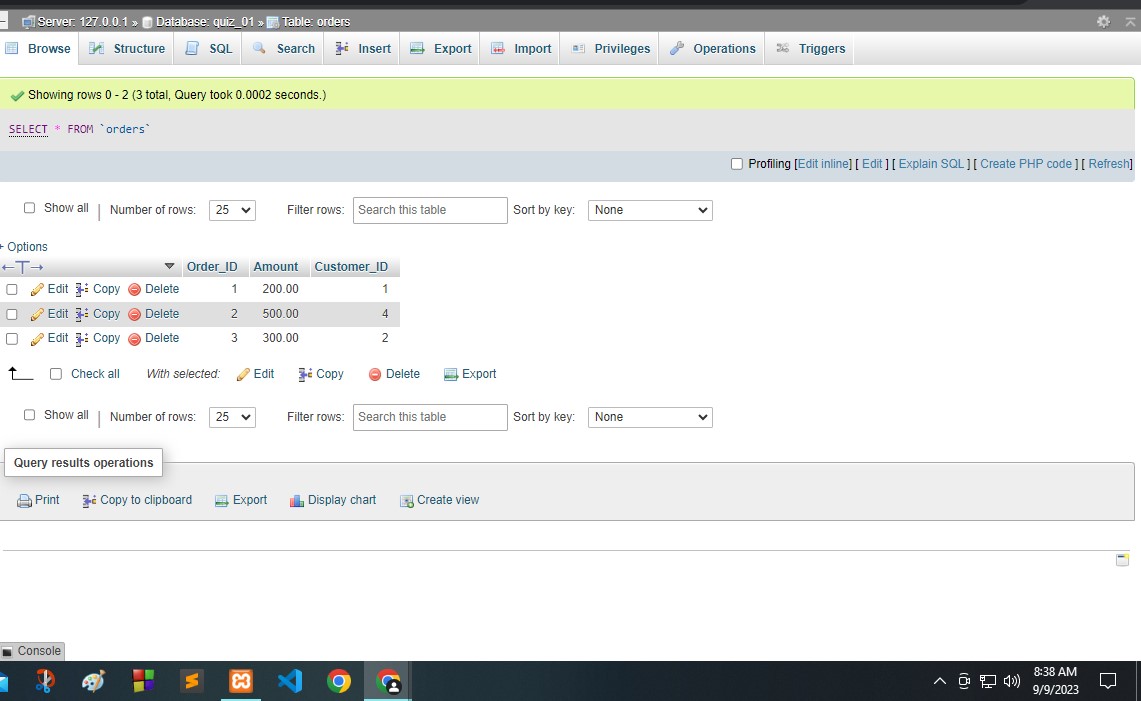 Server: 127.0.0.1 » Database: quiz_01 » Table: orders
Browse Structure SQL Search Insert Export Import Privileges Operations Triggers
Showing rows 0 - 2 (3 total, Query took 0.0002 seconds.)
SELECT * FROM `orders`
Profiling [Edit inline] [ Edit ] [ Explain SQL ] [ Create PHP code ] [ Refresh]
Show all | Number of rows: 25 Filter rows: Search this table Sort by key: None
+ Options
←T→ Order_ID Amount Customer_ID
Edit Copy Delete 1 200.00 1
Edit Copy Delete 2 500.00 4
Edit Copy Delete 3 300.00 2
Check all With selected: Edit Copy Delete Export
Show all | Number of rows: 25 Filter rows: Search this table Sort by key: None
Query results operations
Print Copy to clipboard Export Display chart Create view
Console
8:38 AM
9/9/2023